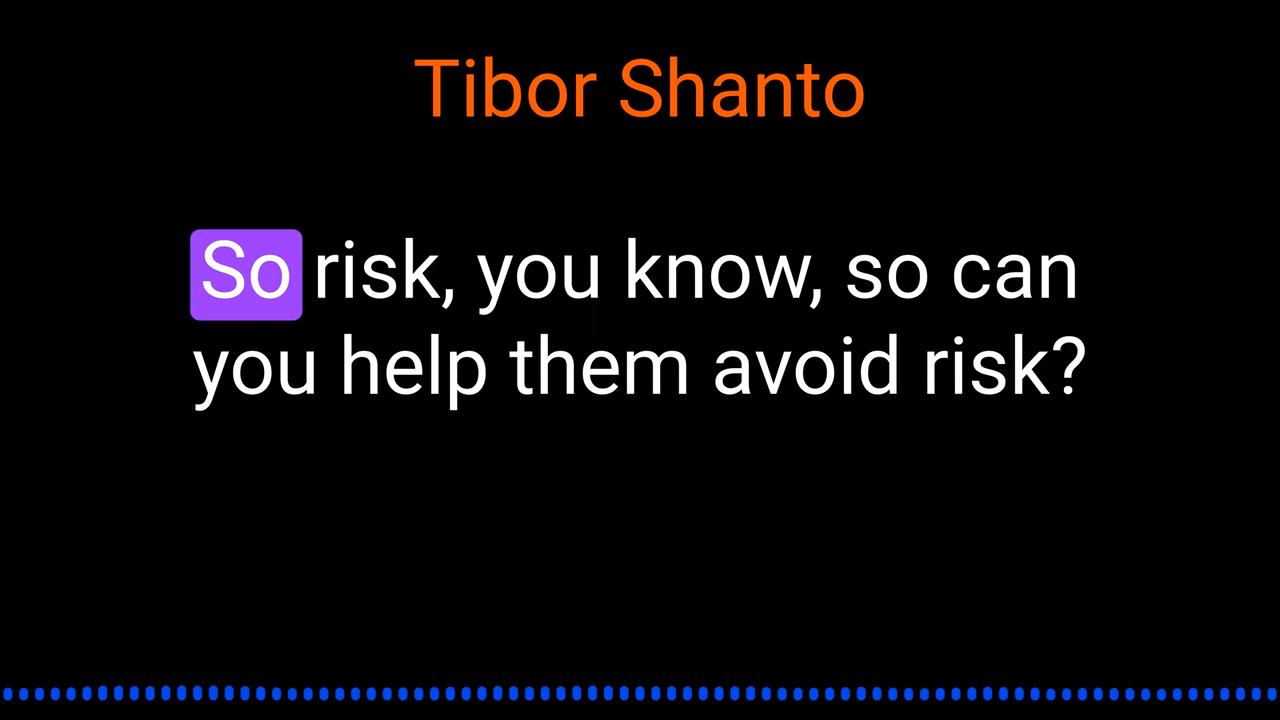 Tibor Shanto
So risk, you know, so can
you help them avoid risk?